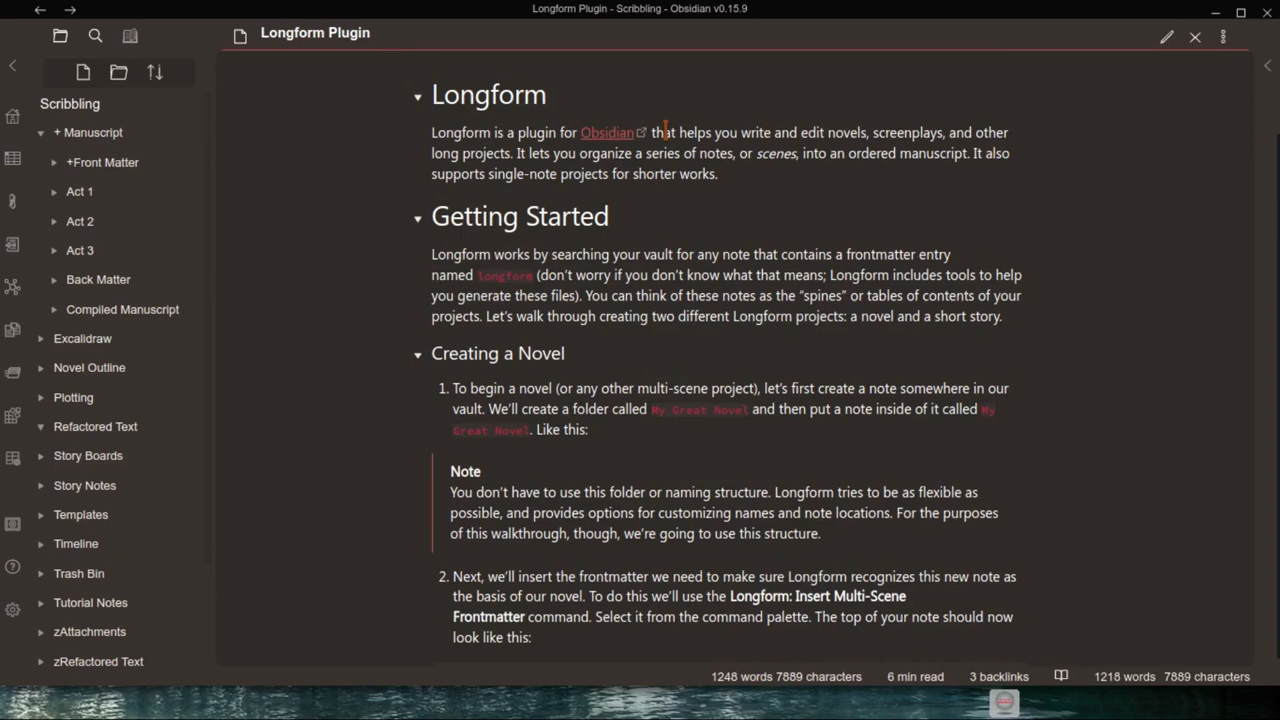 Longform Plugin - Scribbling - Obsidian v0.15.9
Longform Plugin
Scribbling
+ Manuscript
+Front Matter
Act 1
Act 2
Act 3
Back Matter
Compiled Manuscript
Excalidraw
Novel Outline
Plotting
Refactored Text
Story Boards
Story Notes
Templates
Timeline
Trash Bin
Tutorial Notes
zAttachments
zRefactored Text
Longform
Longform is a plugin for Obsidian that helps you write and edit novels, screenplays, and other
long projects. It lets you organize a series of notes, or scenes, into an ordered manuscript. It also
supports single-note projects for shorter works.
Getting Started
Longform works by searching your vault for any note that contains a frontmatter entry
named longform (don’t worry if you don’t know what that means; Longform includes tools to help
you generate these files). You can think of these notes as the “spines” or tables of contents of your
projects. Let’s walk through creating two different Longform projects: a novel and a short story.
Creating a Novel
1. To begin a novel (or any other multi-scene project), let’s first create a note somewhere in our
vault. We’ll create a folder called My Great Novel and then put a note inside of it called My
Great Novel. Like this:
Note
You don’t have to use this folder or naming structure. Longform tries to be as flexible as
possible, and provides options for customizing names and note locations. For the purposes
of this walkthrough, though, we’re going to use this structure.
2. Next, we’ll insert the frontmatter we need to make sure Longform recognizes this new note as
the basis of our novel. To do this we’ll use the Longform: Insert Multi-Scene
Frontmatter command. Select it from the command palette. The top of your note should now
look like this:
1248 words 7889 characters
6 min read
3 backlinks
1218 words
7889 characters